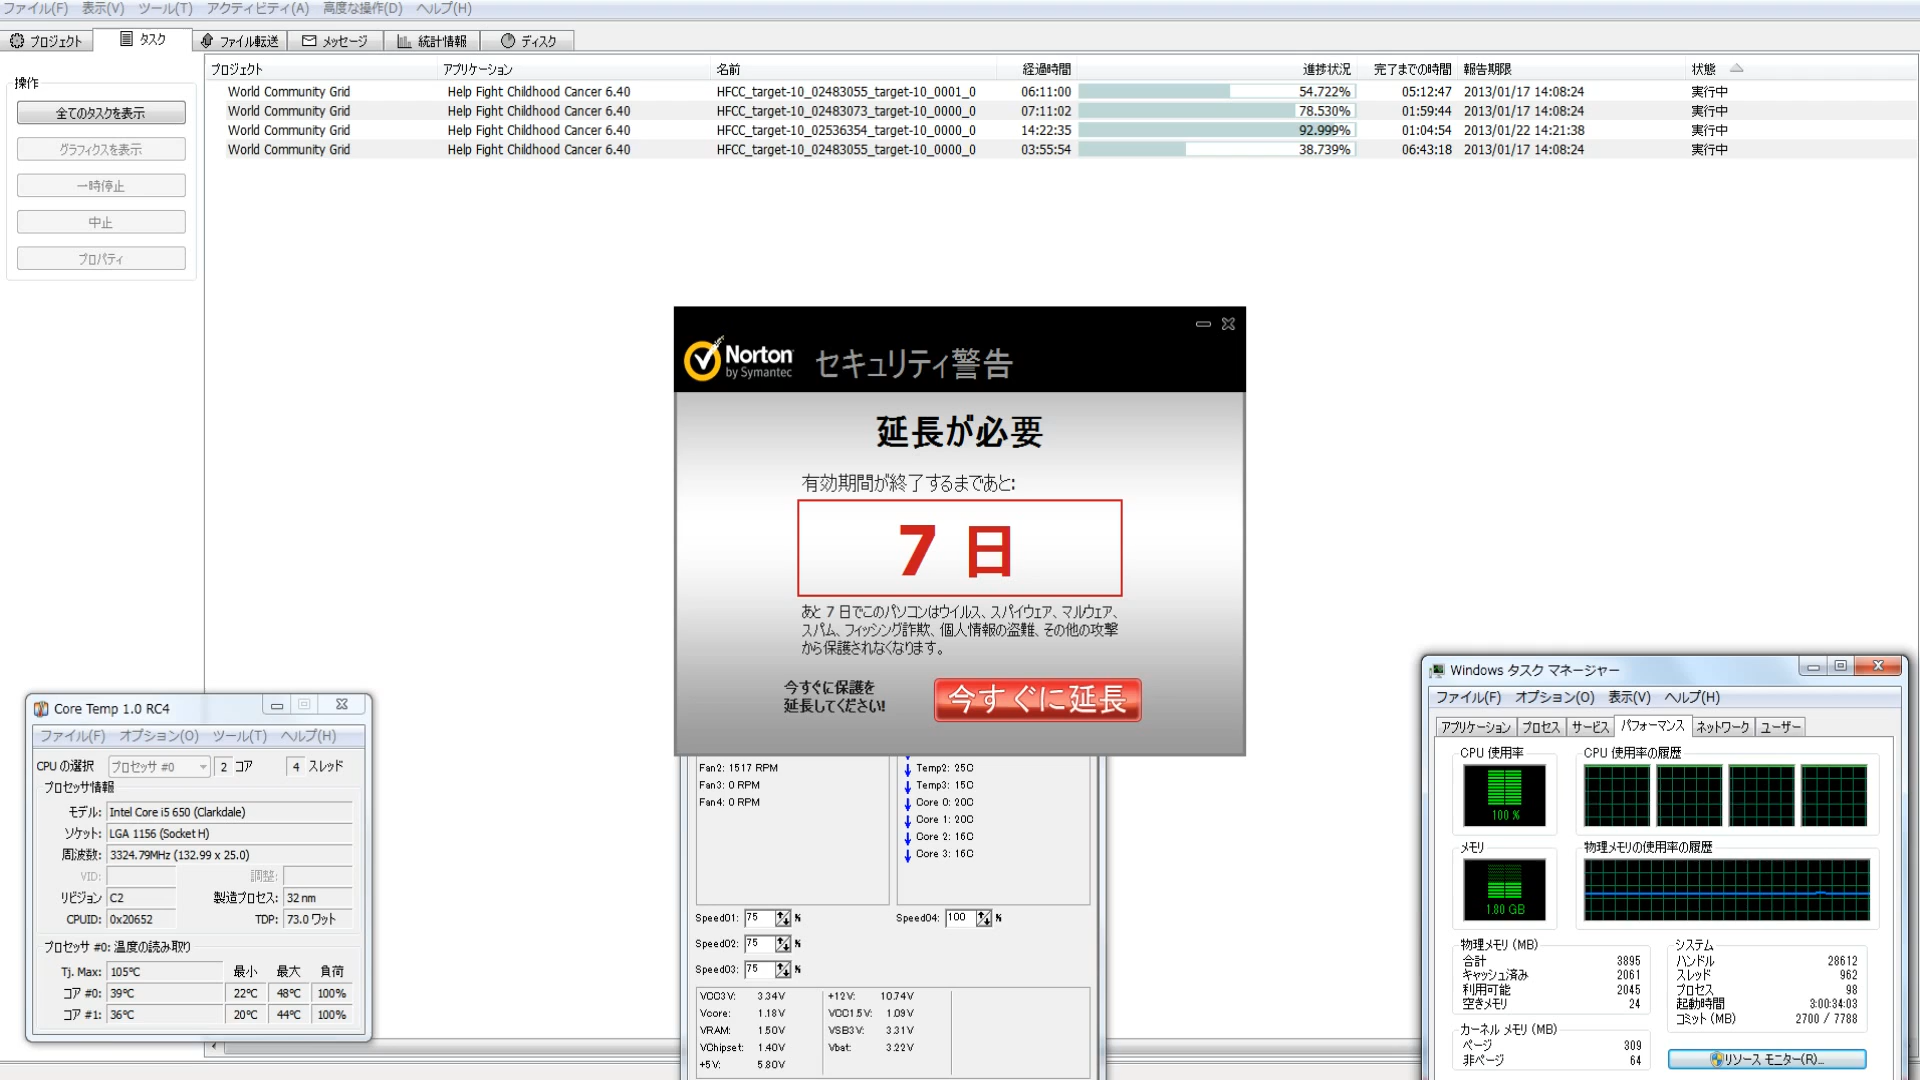 ファイル(F) 表示(V) ツール(T) アクティビティ(A) 高度な操作(D) ヘルプ(H)
プロジェクト タスク ファイル転送 メッセージ 統計情報 ディスク
操作
全てのタスクを表示
グラフィクスを表示
一時停止
中止
プロパティ
プロジェクト アプリケーション 名前 経過時間 進捗状況 完了までの時間 報告期限 状態
World Community Grid Help Fight Childhood Cancer 6.40 HFCC_target-10_02483055_target-10_0001_0 06:11:00 54.722% 05:12:47 2013/01/17 14:08:24 実行中
World Community Grid Help Fight Childhood Cancer 6.40 HFCC_target-10_02483073_target-10_0000_0 07:11:02 78.530% 01:59:44 2013/01/17 14:08:24 実行中
World Community Grid Help Fight Childhood Cancer 6.40 HFCC_target-10_02536354_target-10_0000_0 14:22:35 92.999% 01:04:54 2013/01/22 14:21:38 実行中
World Community Grid Help Fight Childhood Cancer 6.40 HFCC_target-10_02483055_target-10_0000_0 03:55:54 38.739% 06:43:18 2013/01/17 14:08:24 実行中
Norton by Symantec セキュリティ警告
延長が必要
有効期間が終了するまであと:
7 日
あと 7 日でこのパソコンはウイルス、スパイウェア、マルウェア、
スパム、フィッシング詐欺、個人情報の盗難、その他の攻撃
から保護されなくなります。
今すぐに保護を
延長してください!
今すぐに延長
Core Temp 1.0 RC4
ファイル(F) オプション(O) ツール(T) ヘルプ(H)
CPU の選択 プロセッサ #0 2 コア 4 スレッド
プロセッサ情報
モデル: Intel Core i5 650 (Clarkdale)
ソケット: LGA 1156 (Socket H)
周波数: 3324.79MHz (132.99 x 25.0)
VID: 調整:
リビジョン C2 製造プロセス: 32 nm
CPUID: 0x20652 TDP: 73.0 ワット
プロセッサ #0: 温度の読み取り
Tj. Max: 105℃ 最小 最大 負荷
コア #0: 39℃ 22℃ 48℃ 100%
コア #1: 36℃ 20℃ 44℃ 100%
Fan2: 1517 RPM
Fan3: 0 RPM
Fan4: 0 RPM
Temp2: 25C
Temp3: 15C
Core 0: 20C
Core 1: 20C
Core 2: 16C
Core 3: 16C
Speed01: 75 % Speed04: 100 %
Speed02: 75 %
Speed03: 75 %
VCC3V: 3.34V +12V: 10.74V
Vcore: 1.18V VCC1.5V: 1.09V
VRAM: 1.50V VSB3V: 3.31V
VChipset: 1.40V Vbat: 3.22V
+5V: 5.80V
Windows タスク マネージャー
ファイル(F) オプション(O) 表示(V) ヘルプ(H)
アプリケーション プロセス サービス パフォーマンス ネットワーク ユーザー
CPU 使用率 CPU 使用率の履歴
100 %
メモリ 物理メモリの使用率の履歴
1.80 GB
物理メモリ (MB)
合計 3895
キャッシュ済み 2061
利用可能 2045
空きメモリ 24
カーネル メモリ (MB)
ページ 309
非ページ 64
システム
ハンドル 28612
スレッド 962
プロセス 98
起動時間 3:00:34:03
コミット (MB) 2700 / 7788
リソース モニター(R)...